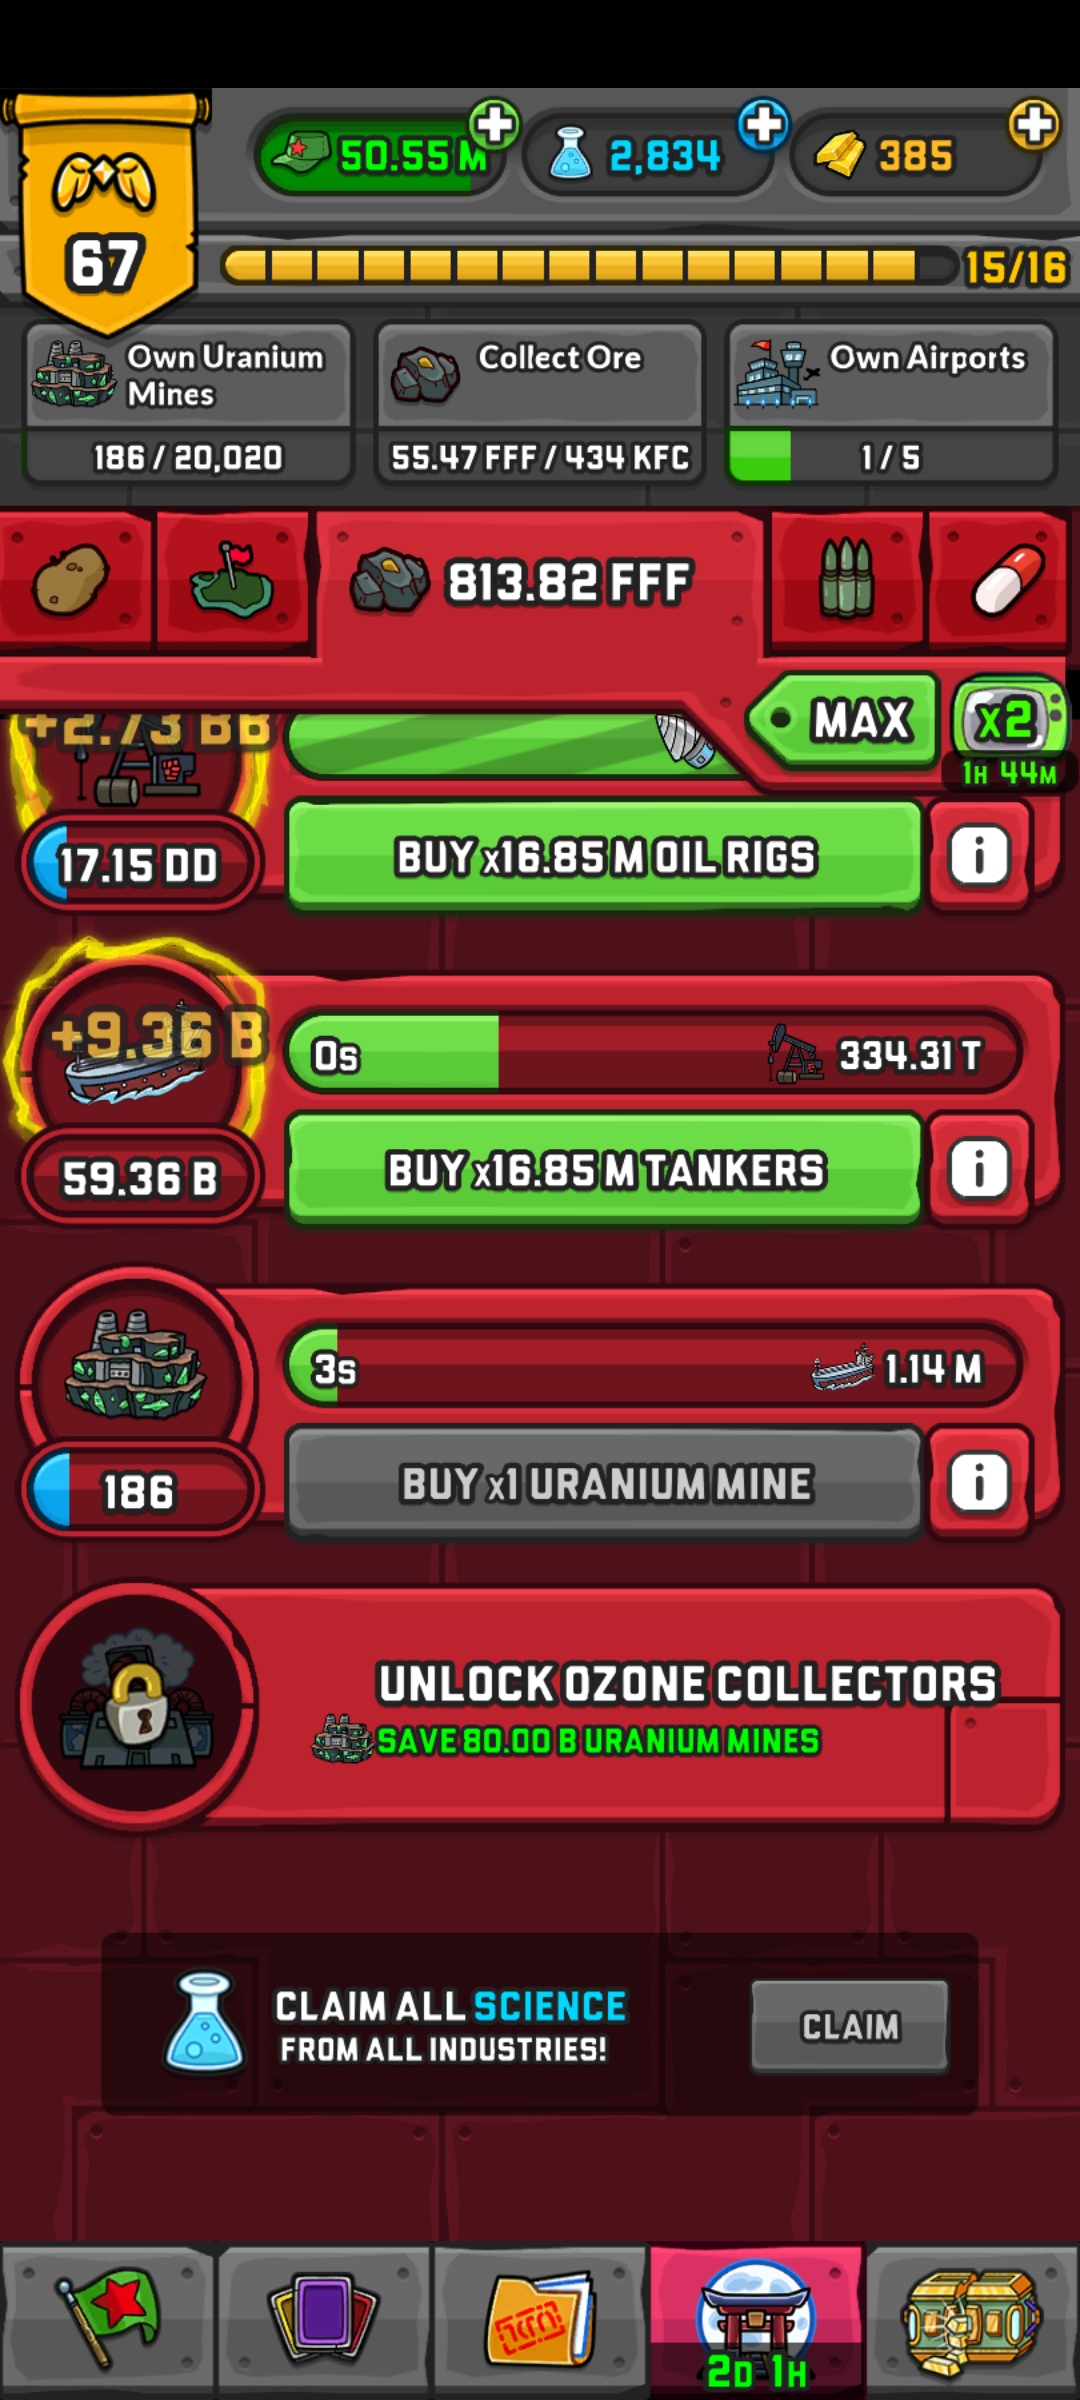 50.55 M
2,834
385
67
15/16
Own Uranium
Mines
186 / 20,020
Collect Ore
55.47 FFF / 434 KFC
Own Airports
1 / 5
813.82 FFF
MAX
x2
1H 44M
+2.73 BB
17.15 DD
BUY x16.85 M OIL RIGS
i
+9.36 B
0s
334.31 T
59.36 B
BUY x16.85 M TANKERS
i
3s
1.14 M
186
BUY x1 URANIUM MINE
i
UNLOCK OZONE COLLECTORS
SAVE 80.00 B URANIUM MINES
CLAIM ALL SCIENCE
FROM ALL INDUSTRIES!
CLAIM
2D 1H